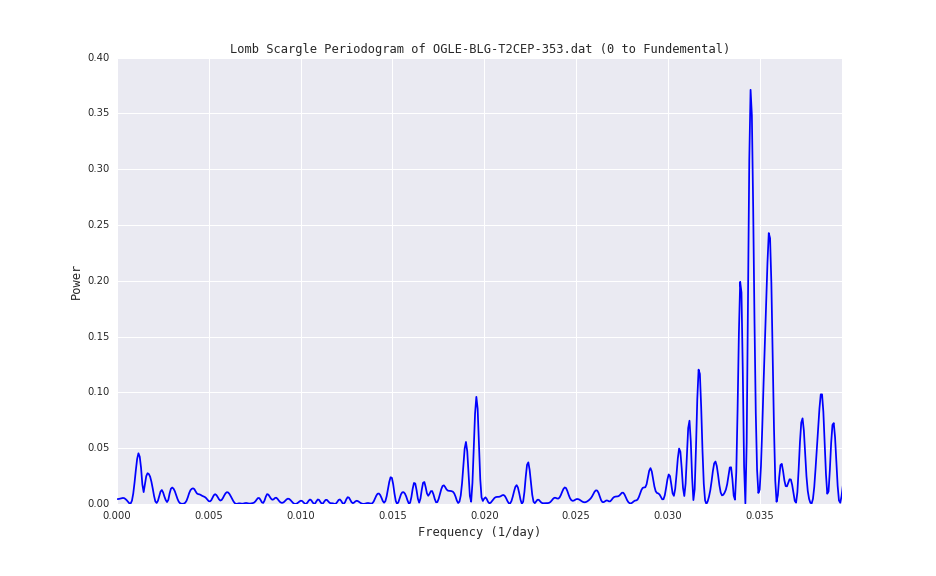 Lomb Scargle Periodogram of OGLE-BLG-T2CEP-353.dat (0 to Fundemental)
0.40
0.35
0.30
0.25
0.20
0.15
0.10
0.05
0.00
Power
0.000 0.005 0.010 0.015 0.020 0.025 0.030 0.035
Frequency (1/day)